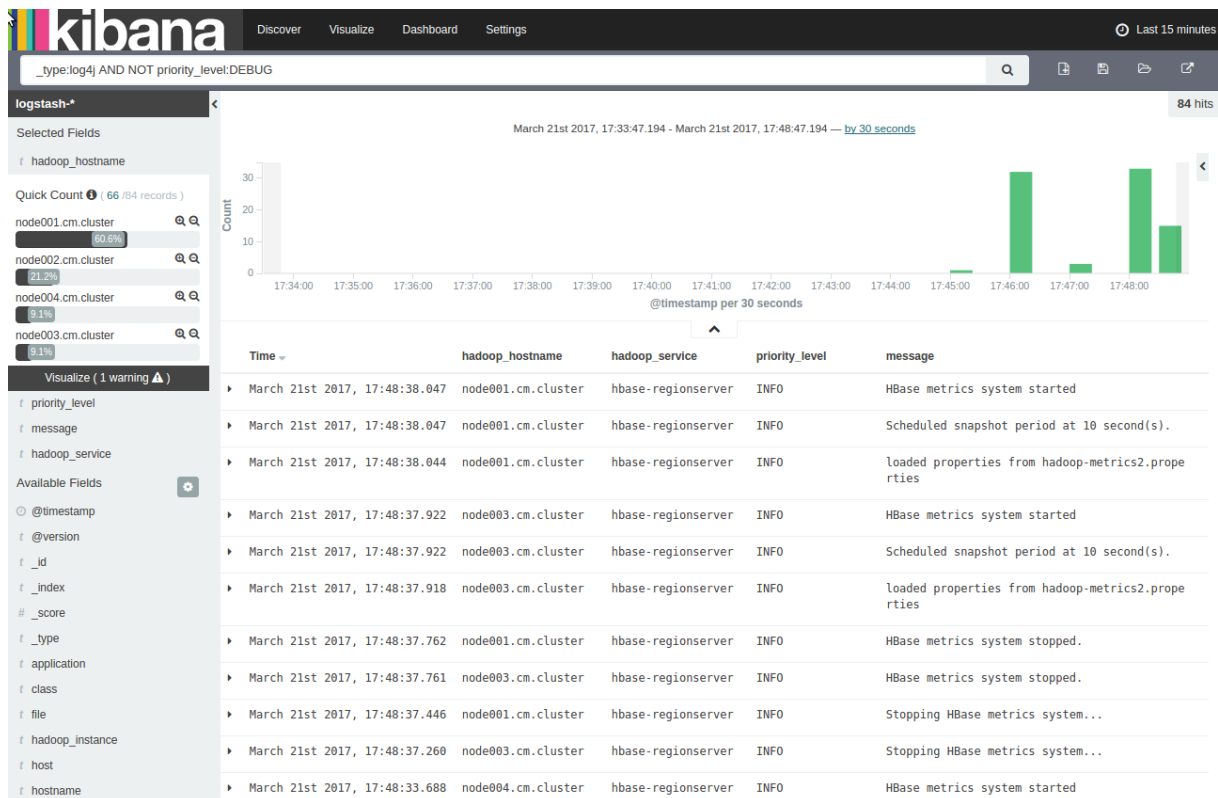 kibana
Discover Visualize Dashboard Settings Last 15 minutes
_type:log4j AND NOT priority_level:DEBUG
logstash-*
84 hits
Selected Fields
March 21st 2017, 17:33:47.194 - March 21st 2017, 17:48:47.194 — by 30 seconds
t hadoop_hostname
Quick Count ( 66 /84 records )
node001.cm.cluster
60.6%
node002.cm.cluster
21.2%
node004.cm.cluster
9.1%
node003.cm.cluster
9.1%
Visualize ( 1 warning )
t priority_level
t message
t hadoop_service
Available Fields
@timestamp
t @version
t _id
t _index
# _score
t _type
t application
t class
t file
t hadoop_instance
t host
t hostname
Count
30
20
10
0
17:34:00 17:35:00 17:36:00 17:37:00 17:38:00 17:39:00 17:40:00 17:41:00 17:42:00 17:43:00 17:44:00 17:45:00 17:46:00 17:47:00 17:48:00
@timestamp per 30 seconds
Time hadoop_hostname hadoop_service priority_level message
March 21st 2017, 17:48:38.047 node001.cm.cluster hbase-regionserver INFO HBase metrics system started
March 21st 2017, 17:48:38.047 node001.cm.cluster hbase-regionserver INFO Scheduled snapshot period at 10 second(s).
March 21st 2017, 17:48:38.044 node001.cm.cluster hbase-regionserver INFO loaded properties from hadoop-metrics2.prope
rties
March 21st 2017, 17:48:37.922 node003.cm.cluster hbase-regionserver INFO HBase metrics system started
March 21st 2017, 17:48:37.922 node003.cm.cluster hbase-regionserver INFO Scheduled snapshot period at 10 second(s).
March 21st 2017, 17:48:37.918 node003.cm.cluster hbase-regionserver INFO loaded properties from hadoop-metrics2.prope
rties
March 21st 2017, 17:48:37.762 node003.cm.cluster hbase-regionserver INFO HBase metrics system stopped.
March 21st 2017, 17:48:37.761 node003.cm.cluster hbase-regionserver INFO HBase metrics system stopped.
March 21st 2017, 17:48:37.446 node001.cm.cluster hbase-regionserver INFO Stopping HBase metrics system...
March 21st 2017, 17:48:37.260 node003.cm.cluster hbase-regionserver INFO Stopping HBase metrics system...
March 21st 2017, 17:48:33.688 node004.cm.cluster hbase-regionserver INFO HBase metrics system started